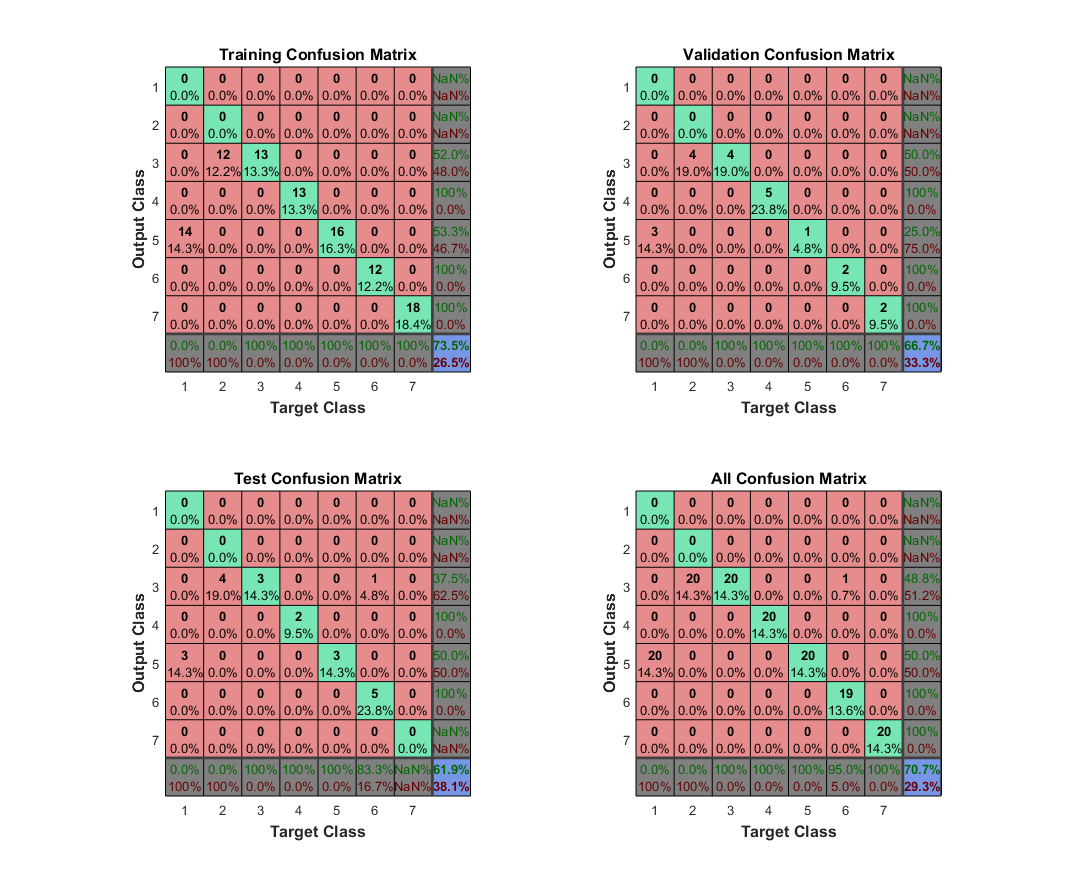 Training Confusion Matrix
Output Class
1 0 0 0 0 0 0 0 NaN%
0.0% 0.0% 0.0% 0.0% 0.0% 0.0% 0.0% NaN%
2 0 0 0 0 0 0 0 NaN%
0.0% 0.0% 0.0% 0.0% 0.0% 0.0% 0.0% NaN%
3 0 12 13 0 0 0 0 52.0%
0.0% 12.2% 13.3% 0.0% 0.0% 0.0% 0.0% 48.0%
4 0 0 0 13 0 0 0 100%
0.0% 0.0% 0.0% 13.3% 0.0% 0.0% 0.0% 0.0%
5 14 0 0 0 16 0 0 53.3%
14.3% 0.0% 0.0% 0.0% 16.3% 0.0% 0.0% 46.7%
6 0 0 0 0 0 12 0 100%
0.0% 0.0% 0.0% 0.0% 0.0% 12.2% 0.0% 0.0%
7 0 0 0 0 0 0 18 100%
0.0% 0.0% 0.0% 0.0% 0.0% 0.0% 18.4% 0.0%
0.0% 0.0% 100% 100% 100% 100% 100% 73.5%
100% 100% 0.0% 0.0% 0.0% 0.0% 0.0% 26.5%
1 2 3 4 5 6 7
Target Class
Validation Confusion Matrix
Output Class
1 0 0 0 0 0 0 0 NaN%
0.0% 0.0% 0.0% 0.0% 0.0% 0.0% 0.0% NaN%
2 0 0 0 0 0 0 0 NaN%
0.0% 0.0% 0.0% 0.0% 0.0% 0.0% 0.0% NaN%
3 0 4 4 0 0 0 0 50.0%
0.0% 19.0% 19.0% 0.0% 0.0% 0.0% 0.0% 50.0%
4 0 0 0 5 0 0 0 100%
0.0% 0.0% 0.0% 23.8% 0.0% 0.0% 0.0% 0.0%
5 3 0 0 0 1 0 0 25.0%
14.3% 0.0% 0.0% 0.0% 4.8% 0.0% 0.0% 75.0%
6 0 0 0 0 0 2 0 100%
0.0% 0.0% 0.0% 0.0% 0.0% 9.5% 0.0% 0.0%
7 0 0 0 0 0 0 2 100%
0.0% 0.0% 0.0% 0.0% 0.0% 0.0% 9.5% 0.0%
0.0% 0.0% 100% 100% 100% 100% 100% 66.7%
100% 100% 0.0% 0.0% 0.0% 0.0% 0.0% 33.3%
1 2 3 4 5 6 7
Target Class
Test Confusion Matrix
Output Class
1 0 0 0 0 0 0 0 NaN%
0.0% 0.0% 0.0% 0.0% 0.0% 0.0% 0.0% NaN%
2 0 0 0 0 0 0 0 NaN%
0.0% 0.0% 0.0% 0.0% 0.0% 0.0% 0.0% NaN%
3 0 4 3 0 0 1 0 37.5%
0.0% 19.0% 14.3% 0.0% 0.0% 4.8% 0.0% 62.5%
4 0 0 0 2 0 0 0 100%
0.0% 0.0% 0.0% 9.5% 0.0% 0.0% 0.0% 0.0%
5 3 0 0 0 3 0 0 50.0%
14.3% 0.0% 0.0% 0.0% 14.3% 0.0% 0.0% 50.0%
6 0 0 0 0 0 5 0 100%
0.0% 0.0% 0.0% 0.0% 0.0% 23.8% 0.0% 0.0%
7 0 0 0 0 0 0 0 NaN%
0.0% 0.0% 0.0% 0.0% 0.0% 0.0% 0.0% NaN%
0.0% 0.0% 100% 100% 100% 83.3% NaN% 61.9%
100% 100% 0.0% 0.0% 0.0% 16.7% NaN% 38.1%
1 2 3 4 5 6 7
Target Class
All Confusion Matrix
Output Class
1 0 0 0 0 0 0 0 NaN%
0.0% 0.0% 0.0% 0.0% 0.0% 0.0% 0.0% NaN%
2 0 0 0 0 0 0 0 NaN%
0.0% 0.0% 0.0% 0.0% 0.0% 0.0% 0.0% NaN%
3 0 20 20 0 0 1 0 48.8%
0.0% 14.3% 14.3% 0.0% 0.0% 0.7% 0.0% 51.2%
4 0 0 0 20 0 0 0 100%
0.0% 0.0% 0.0% 14.3% 0.0% 0.0% 0.0% 0.0%
5 20 0 0 0 20 0 0 50.0%
14.3% 0.0% 0.0% 0.0% 14.3% 0.0% 0.0% 50.0%
6 0 0 0 0 0 19 0 100%
0.0% 0.0% 0.0% 0.0% 0.0% 13.6% 0.0% 0.0%
7 0 0 0 0 0 0 20 100%
0.0% 0.0% 0.0% 0.0% 0.0% 0.0% 14.3% 0.0%
0.0% 0.0% 100% 100% 100% 95.0% 100% 70.7%
100% 100% 0.0% 0.0% 0.0% 5.0% 0.0% 29.3%
1 2 3 4 5 6 7
Target Class